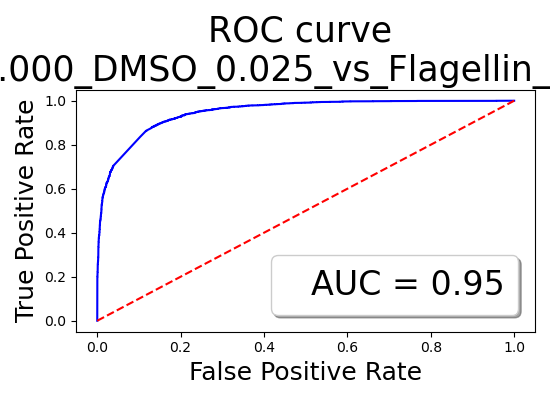 ROC curve
.000_DMSO_0.025_vs_Flagellin_
True Positive Rate
1.0
0.8
0.6
0.4
0.2
0.0
AUC = 0.95
0.0 0.2 0.4 0.6 0.8 1.0
False Positive Rate